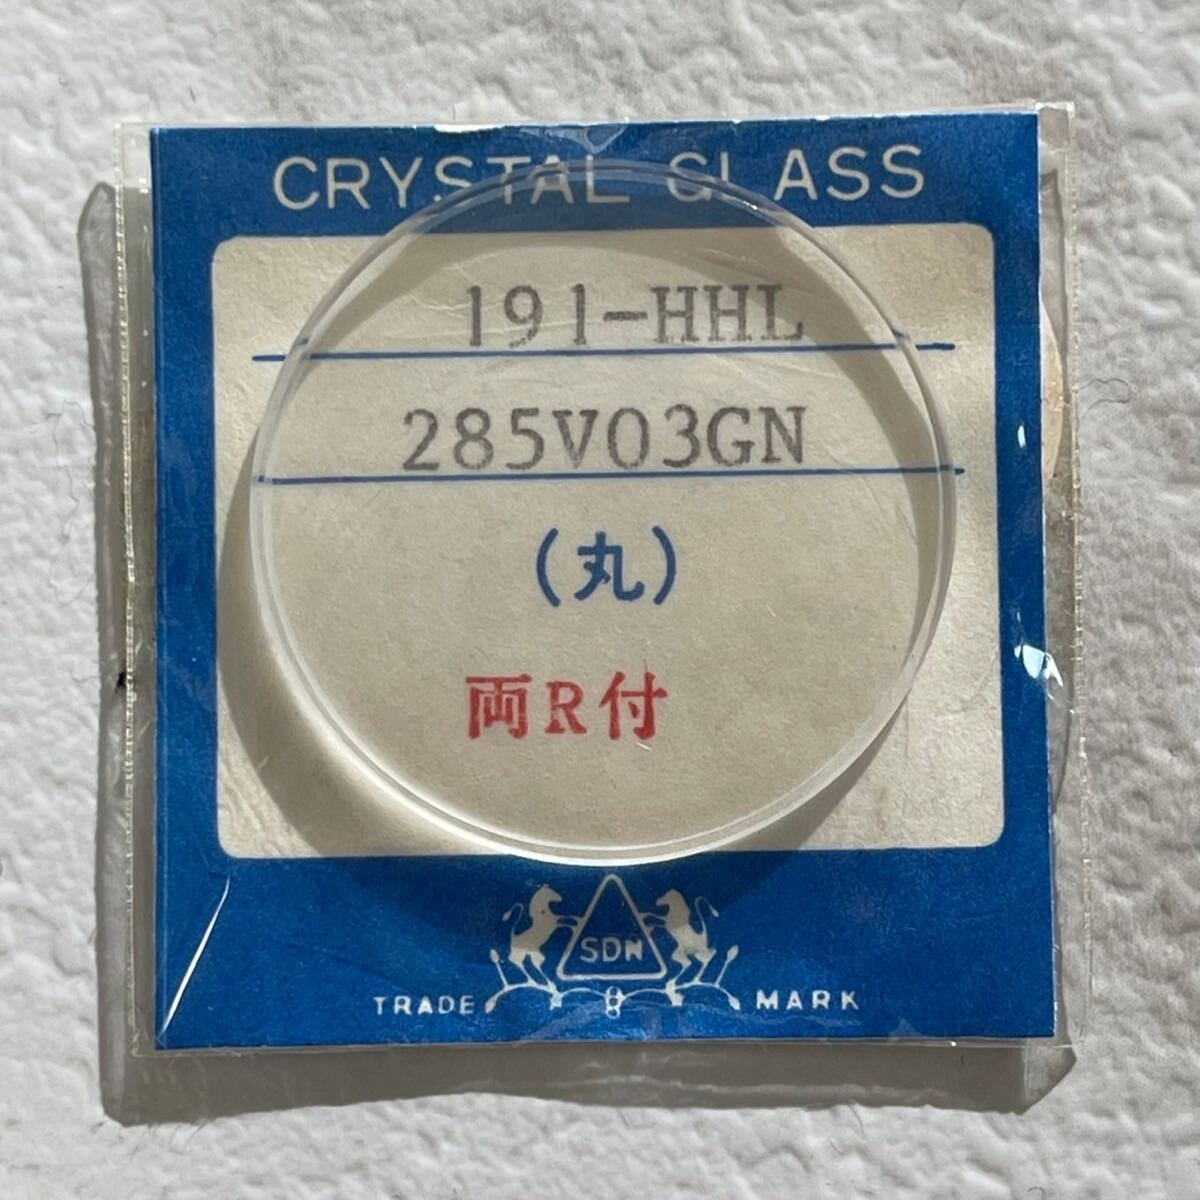 CRYSTAL GLASS
191-HHL
285V03GN
(丸)
両R付
SDN
TRADE MARK